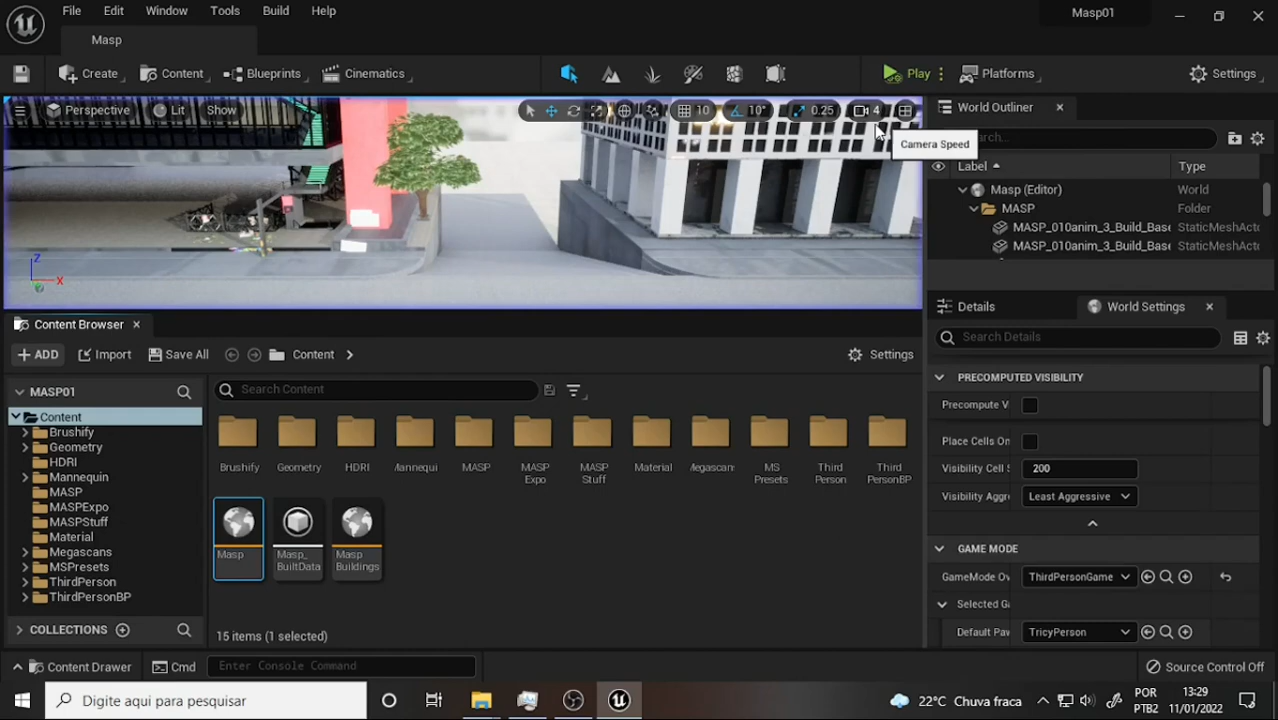 File Edit Window Tools Build Help
Masp01
Masp
Create Content Blueprints Cinematics Play Platforms Settings
Perspective Lit Show 10 10° 0.25 4
World Outliner
Camera Speed
Label Type
Masp (Editor) World
MASP Folder
MASP_010anim_3_Build_Base StaticMeshActo
MASP_010anim_3_Build_Base StaticMeshActo
Z
X
Details World Settings
Search Details
Content Browser
+ ADD Import Save All Content Settings
PRECOMPUTED VISIBILITY
Precompute Vi
Place Cells On
Visibility Cell S 200
Visibility Aggr Least Aggressive
GAME MODE
GameMode Ov ThirdPersonGame
Selected Ga
Default Paw TricyPerson
MASP01
Search Content
Content
Brushify
Geometry
HDRI
Mannequin
MASP
MASPExpo
MASPStuff
Material
Megascans
MSPresets
ThirdPerson
ThirdPersonBP
COLLECTIONS
Brushify Geometry HDRI Mannequi MASP MASP Expo MASP Stuff Material Megascans MS Presets Third Person Third PersonBP
Masp Masp_ BuiltData Masp Buildings
15 items (1 selected)
Content Drawer Cmd Enter Console Command Source Control Off
Digite aqui para pesquisar
22°C Chuva fraca
POR
PTB2
13:29
11/01/2022